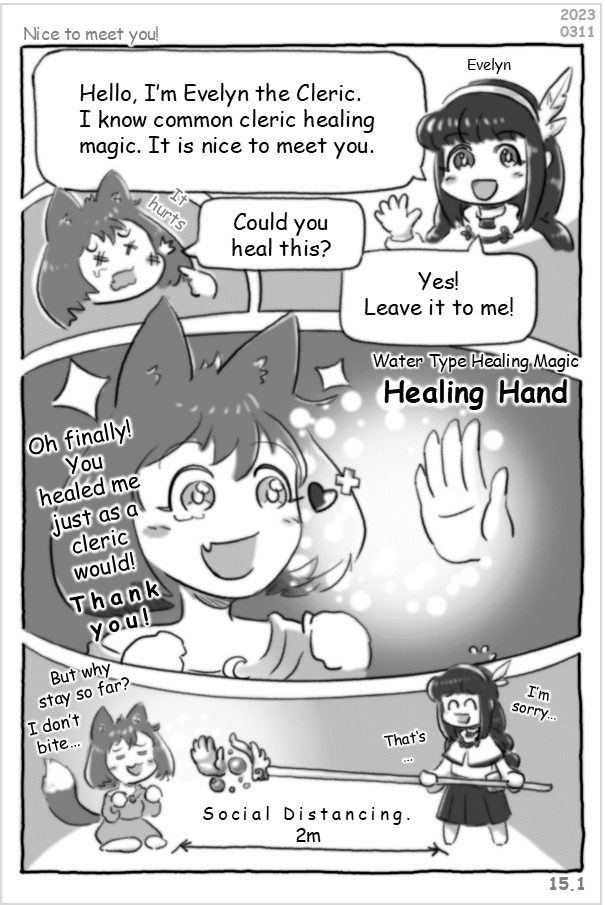 Nice to meet you!
2023
0311
Evelyn
Hello, I'm Evelyn the Cleric.
I know common cleric healing
magic. It is nice to meet you.
It
hurts
Could you
heal this?
Yes!
Leave it to me!
Water Type Healing Magic
Healing Hand
Oh finally!
You
healed me
just as a
cleric
would!
Thank
you!
But why
stay so far?
I don't
bite...
That's
...
I'm
sorry...
Social Distancing.
2m
15.1